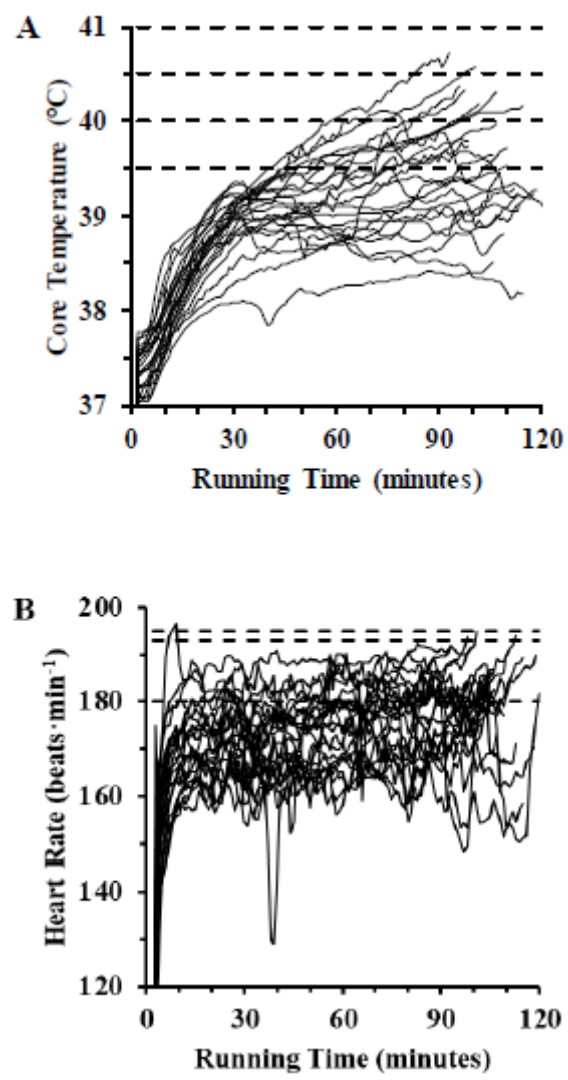 A
41
40
39
38
37
Core Temperature (°C)
0 30 60 90 120
Running Time (minutes)
B
200
180
160
140
120
Heart Rate (beats·min⁻¹)
0 30 60 90 120
Running Time (minutes)